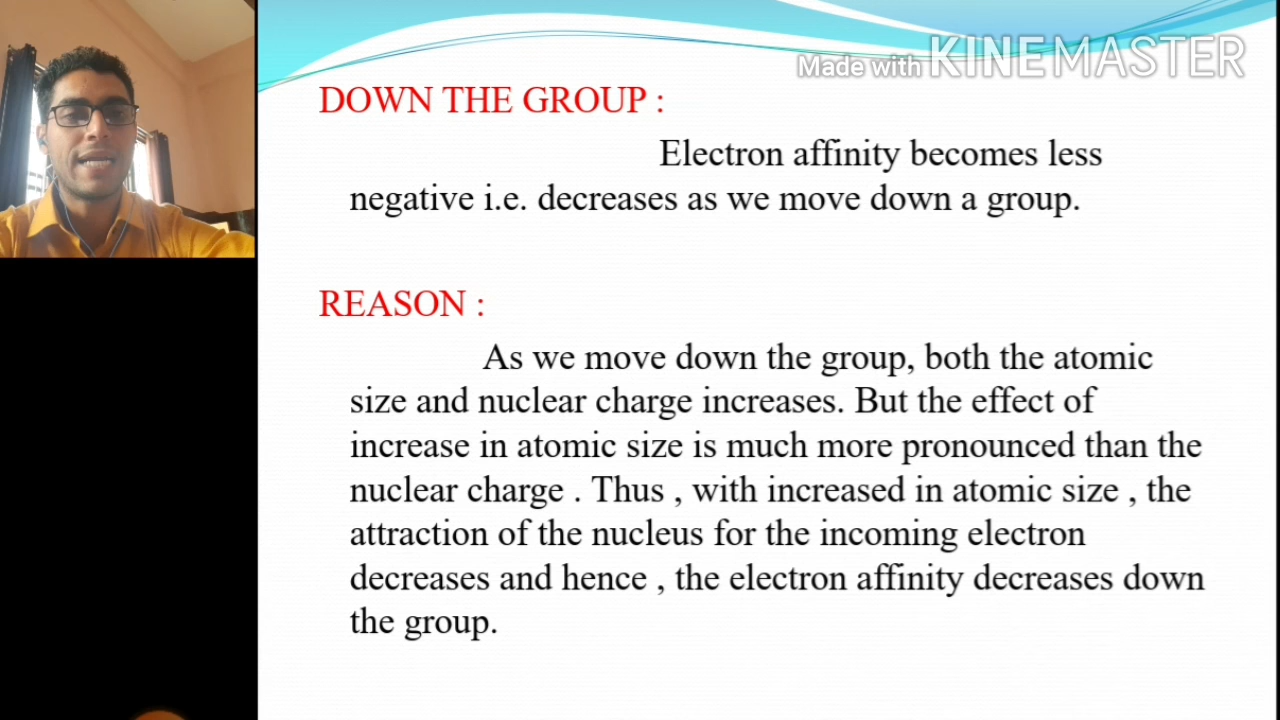 Made with KINEMASTER
DOWN THE GROUP :
Electron affinity becomes less
negative i.e. decreases as we move down a group.
REASON :
As we move down the group, both the atomic
size and nuclear charge increases. But the effect of
increase in atomic size is much more pronounced than the
nuclear charge . Thus , with increased in atomic size , the
attraction of the nucleus for the incoming electron
decreases and hence , the electron affinity decreases down
the group.